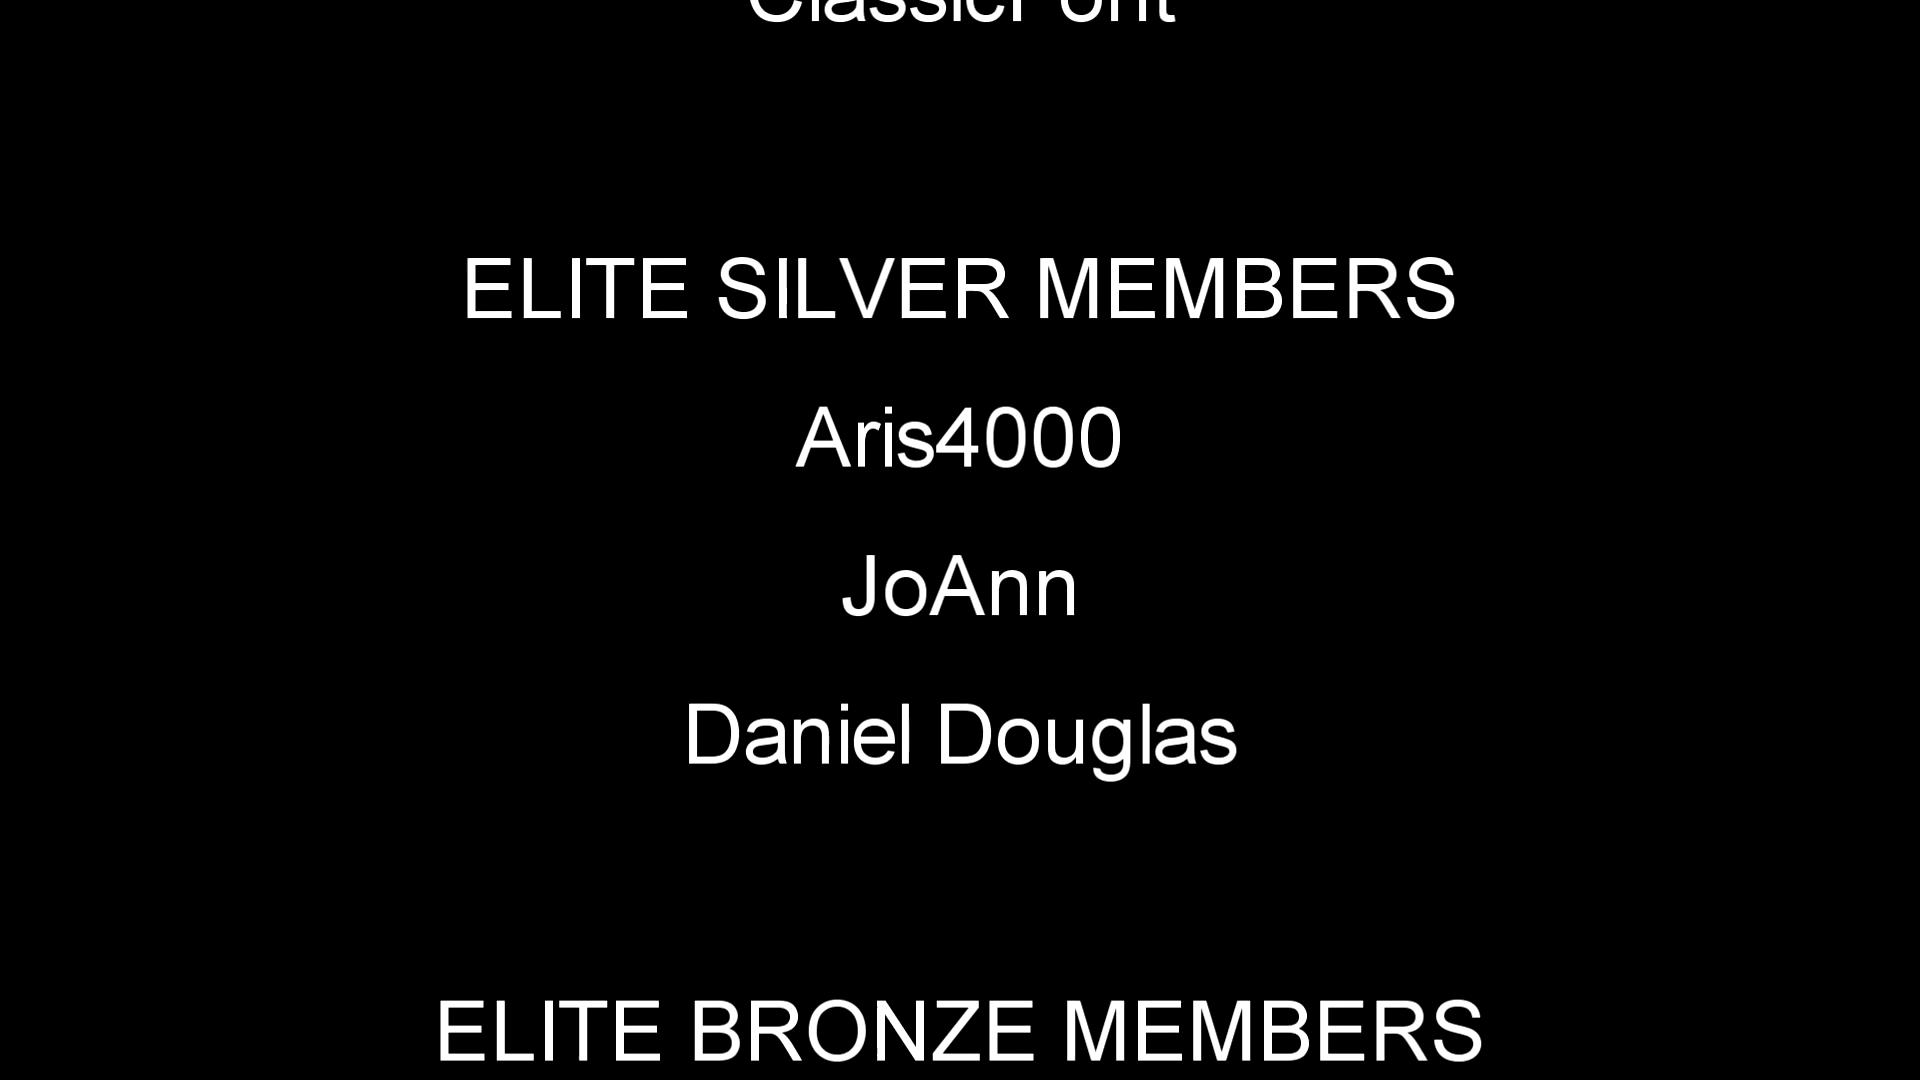 ELITE SILVER MEMBERS
Aris4000
JoAnn
Daniel Douglas
ELITE BRONZE MEMBERS